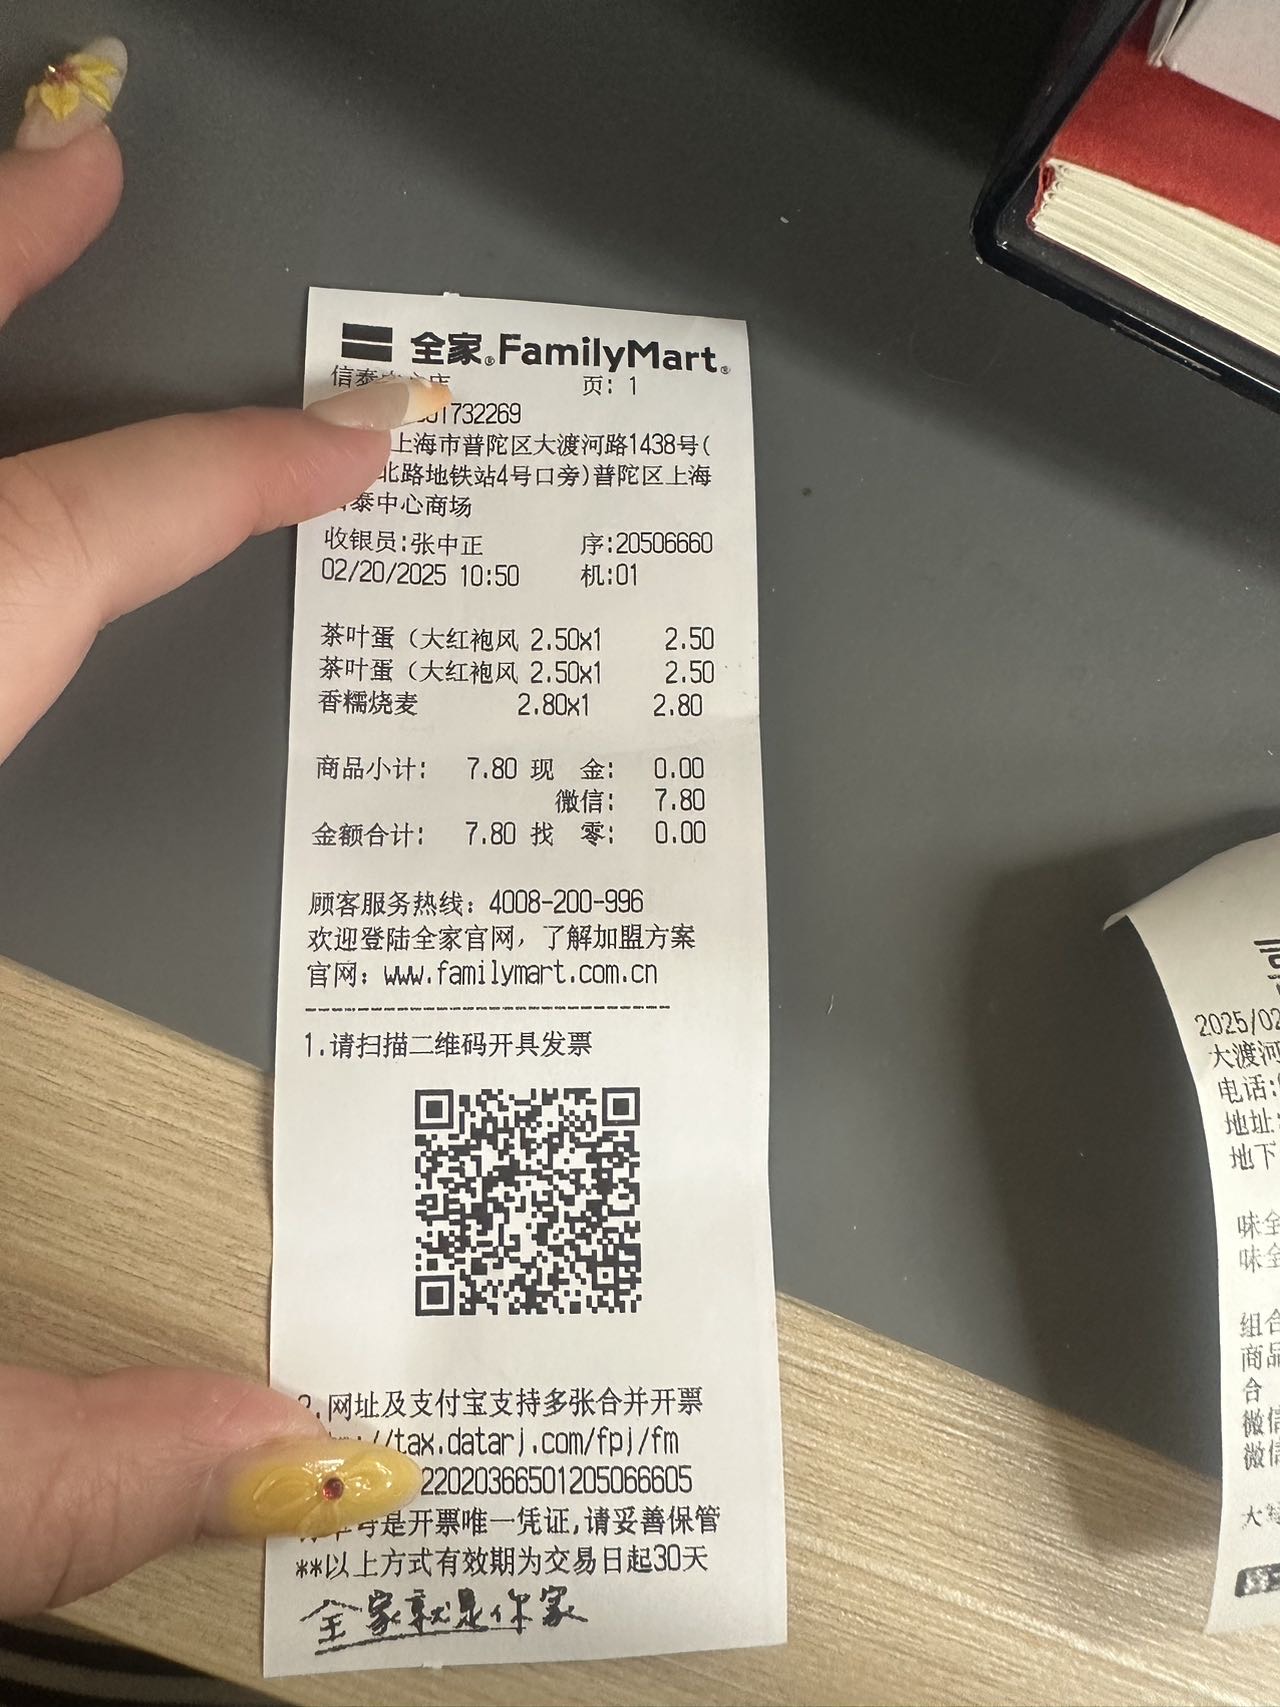 全家 FamilyMart
信泰中心店 页: 1
01732269
上海市普陀区大渡河路1438号(
北路地铁站4号口旁)普陀区上海
泰中心商场
收银员:张中正 序:20506660
02/20/2025 10:50 机:01
茶叶蛋（大红袍风 2.50x1 2.50
茶叶蛋（大红袍风 2.50x1 2.50
香糯烧麦 2.80x1 2.80
商品小计: 7.80 现 金: 0.00
微信: 7.80
金额合计: 7.80 找 零: 0.00
顾客服务热线: 4008-200-996
欢迎登陆全家官网，了解加盟方案
官网: www.familymart.com.cn
1.请扫描二维码开具发票
2.网址及支付宝支持多张合并开票
//tax.datarj.com/fpj/fm
22020366501205066605
是开票唯一凭证,请妥善保管
**以上方式有效期为交易日起30天
全家就是你家
2025/02
大渡河
电话:
地址:
地下
味全
味全
组合
商品
合
微信
微信